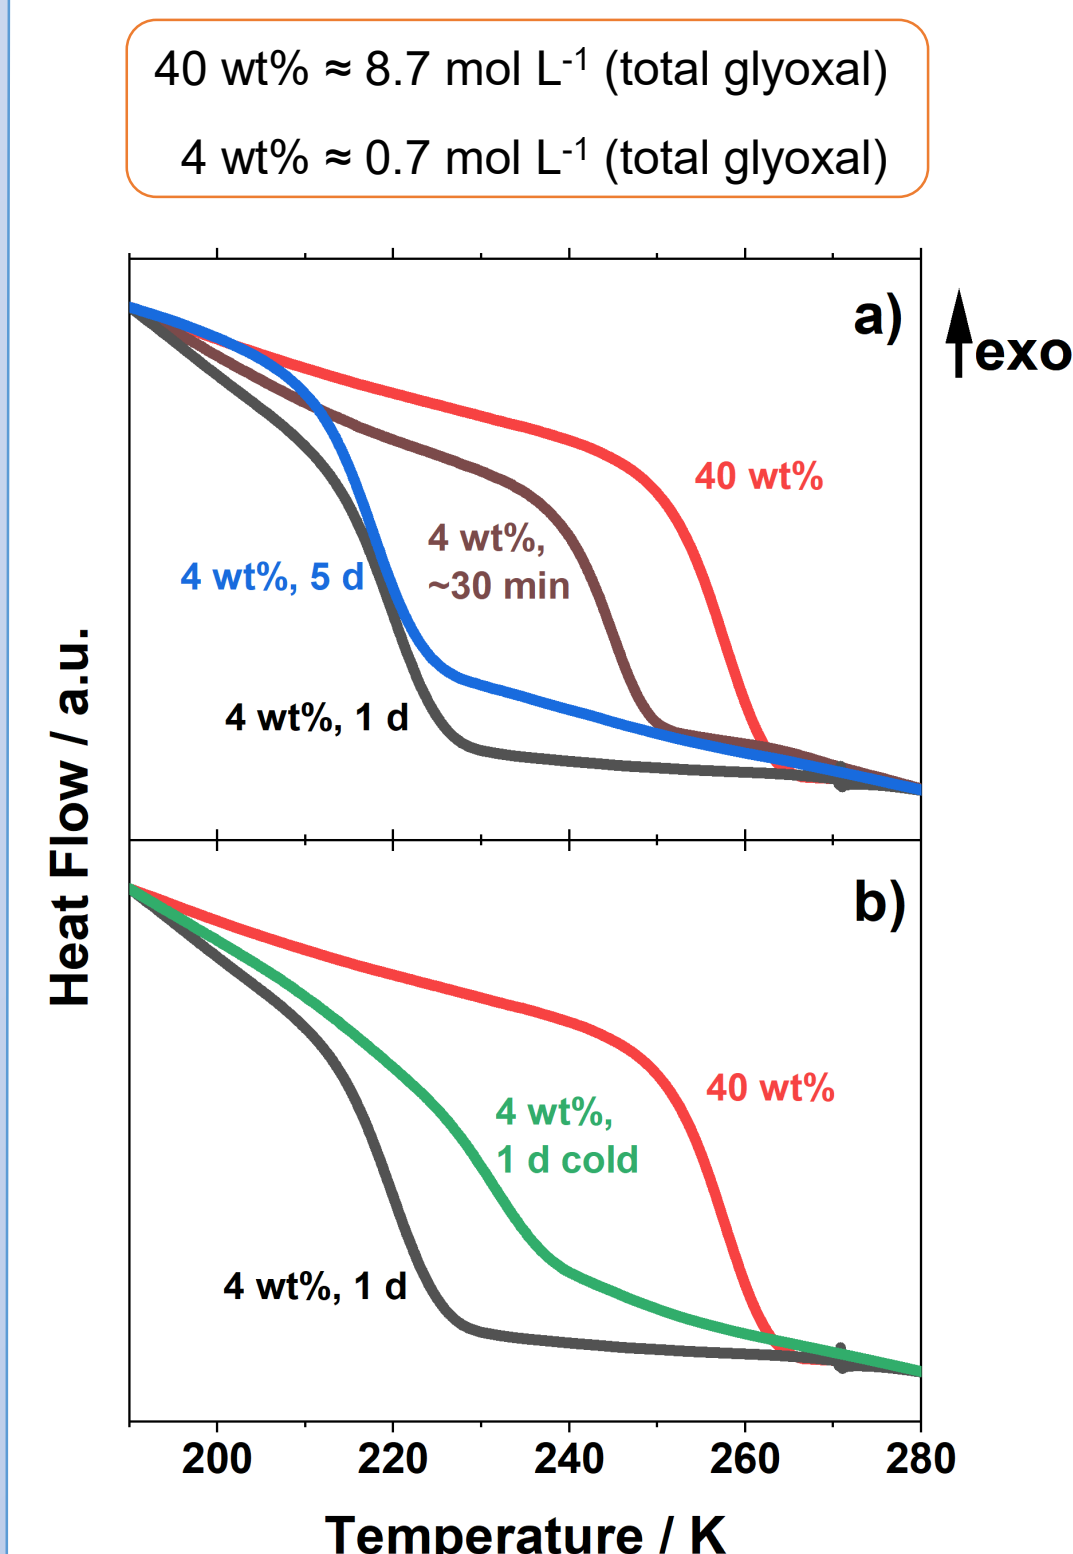 40 wt% ≈ 8.7 mol L⁻¹ (total glyoxal)
4 wt% ≈ 0.7 mol L⁻¹ (total glyoxal)
a)
exo
40 wt%
4 wt%,
~30 min
4 wt%, 5 d
4 wt%, 1 d
Heat Flow / a.u.
b)
40 wt%
4 wt%,
1 d cold
4 wt%, 1 d
200 220 240 260 280
Temperature / K